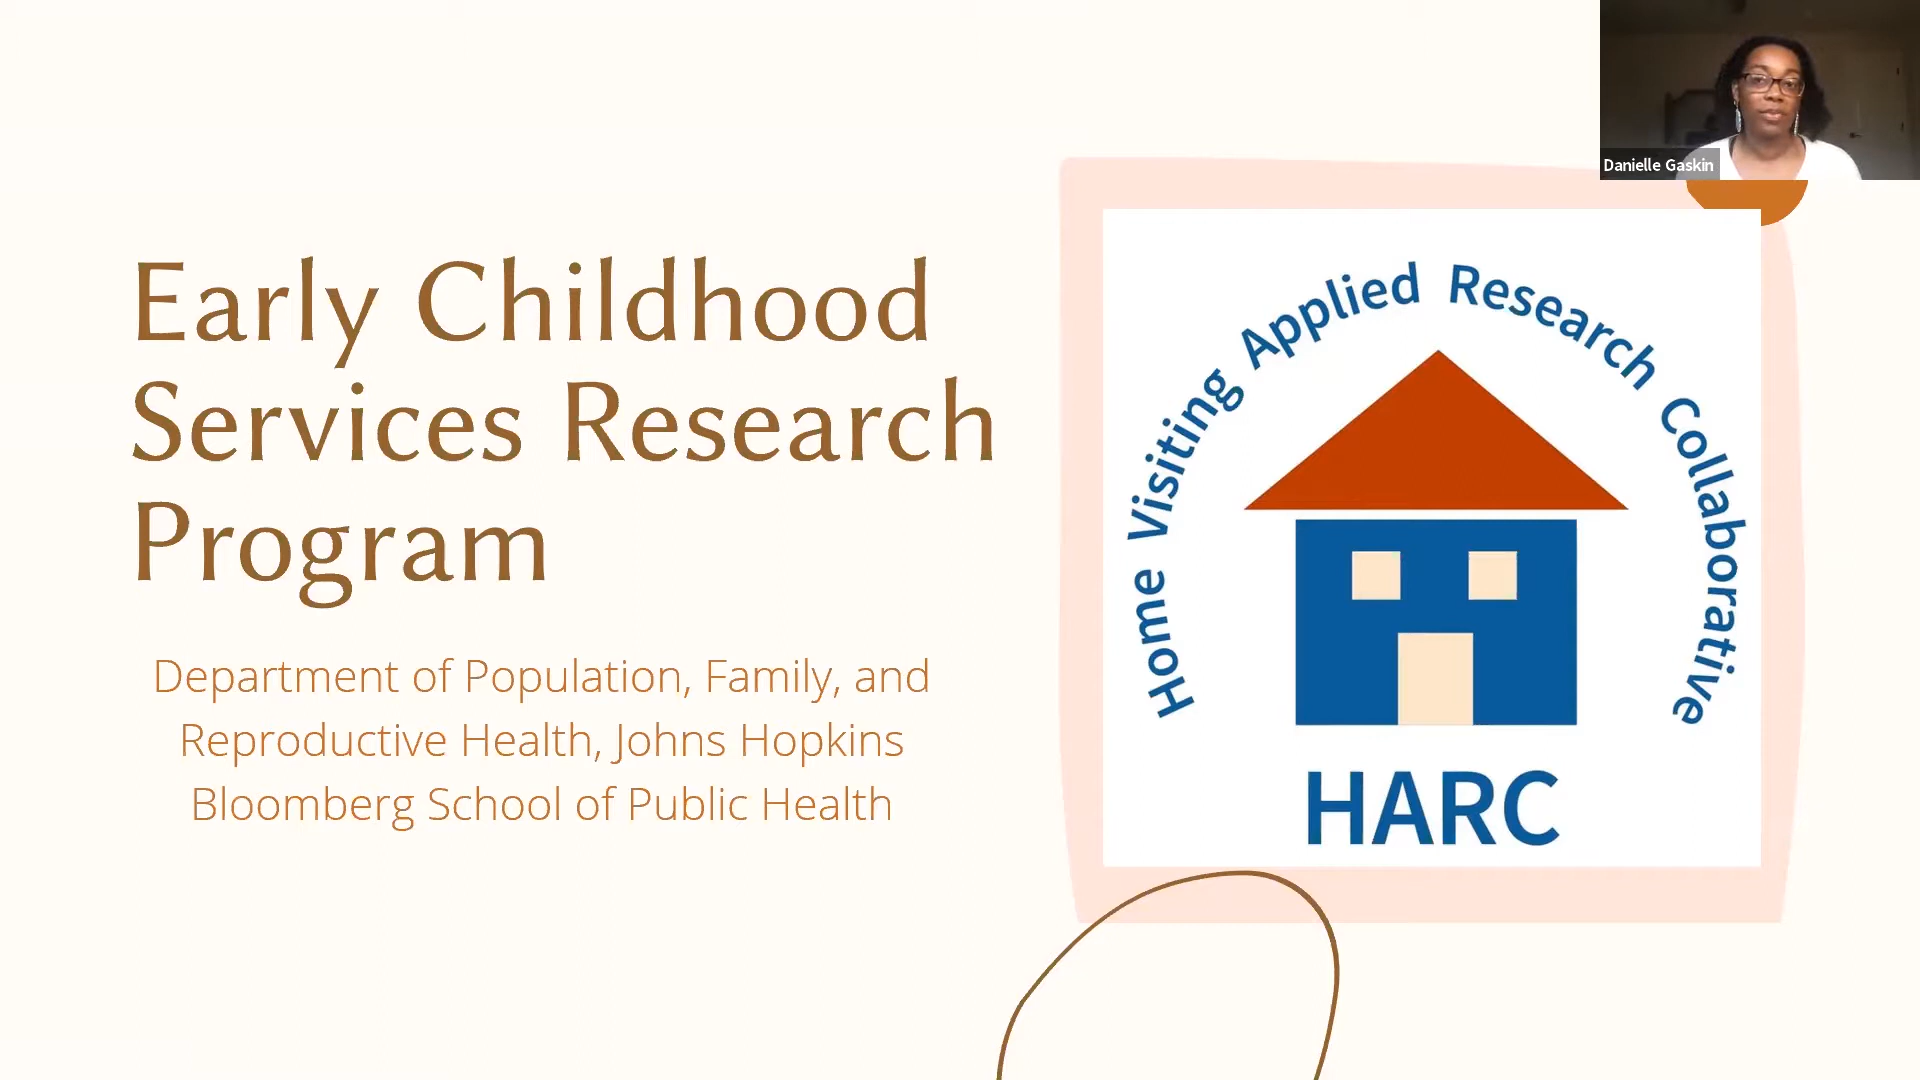 Early Childhood
Services Research
Program
Department of Population, Family, and
Reproductive Health, Johns Hopkins
Bloomberg School of Public Health
Home Visiting Applied Research Collaborative
HARC
Danielle Gaskin